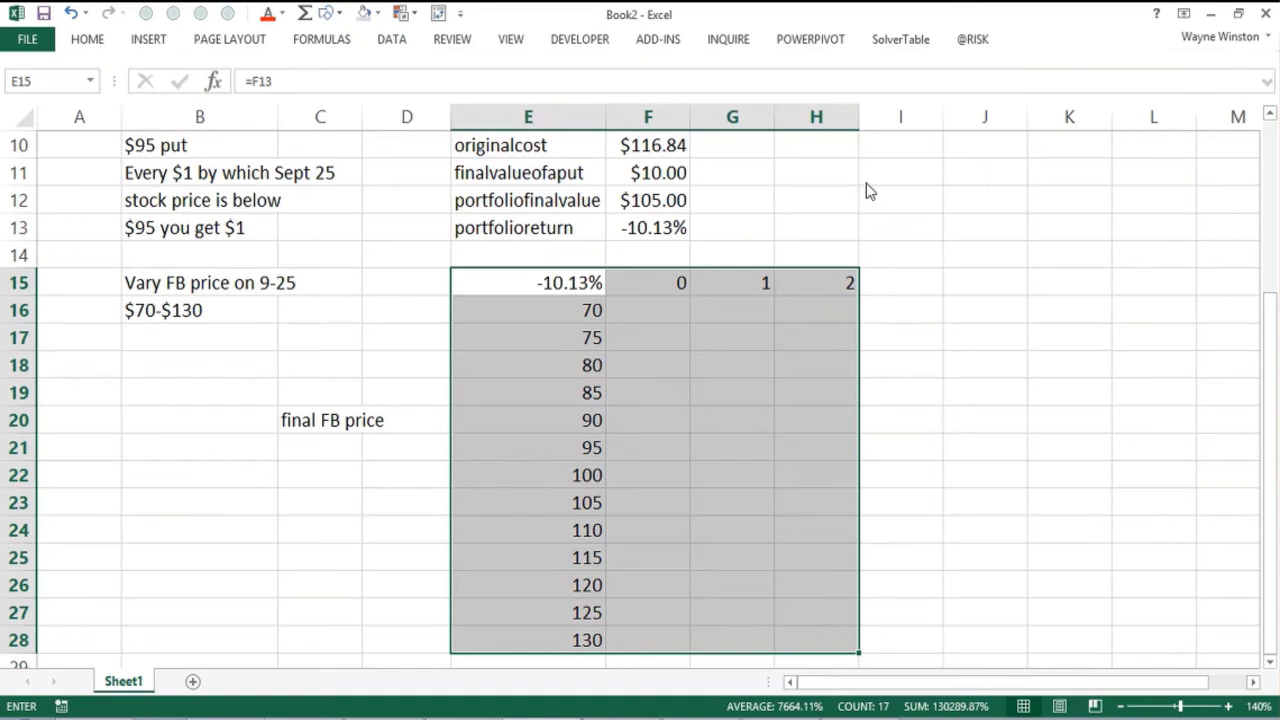 Book2 - Excel
FILE HOME INSERT PAGE LAYOUT FORMULAS DATA REVIEW VIEW DEVELOPER ADD-INS INQUIRE POWERPIVOT SolverTable @RISK Wayne Winston
E15 fx =F13
A B C D E F G H I J K L M
10 $95 put originalcost $116.84
11 Every $1 by which Sept 25 finalvalueofaput $10.00
12 stock price is below portfoliofinalvalue $105.00
13 $95 you get $1 portfolioreturn -10.13%
14
15 Vary FB price on 9-25 -10.13% 0 1 2
16 $70-$130 70
17 75
18 80
19 85
20 final FB price 90
21 95
22 100
23 105
24 110
25 115
26 120
27 125
28 130
29
Sheet1
ENTER AVERAGE: 7664.11% COUNT: 17 SUM: 130289.87% 140%